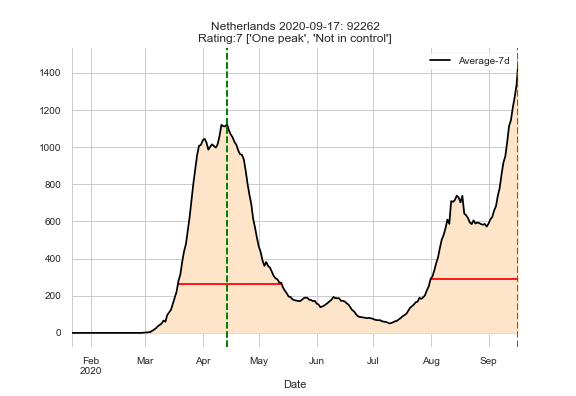 Netherlands 2020-09-17: 92262
Rating:7 ['One peak', 'Not in control']
Average-7d
1400
1200
1000
800
600
400
200
0
Feb Mar Apr May Jun Jul Aug Sep
2020
Date